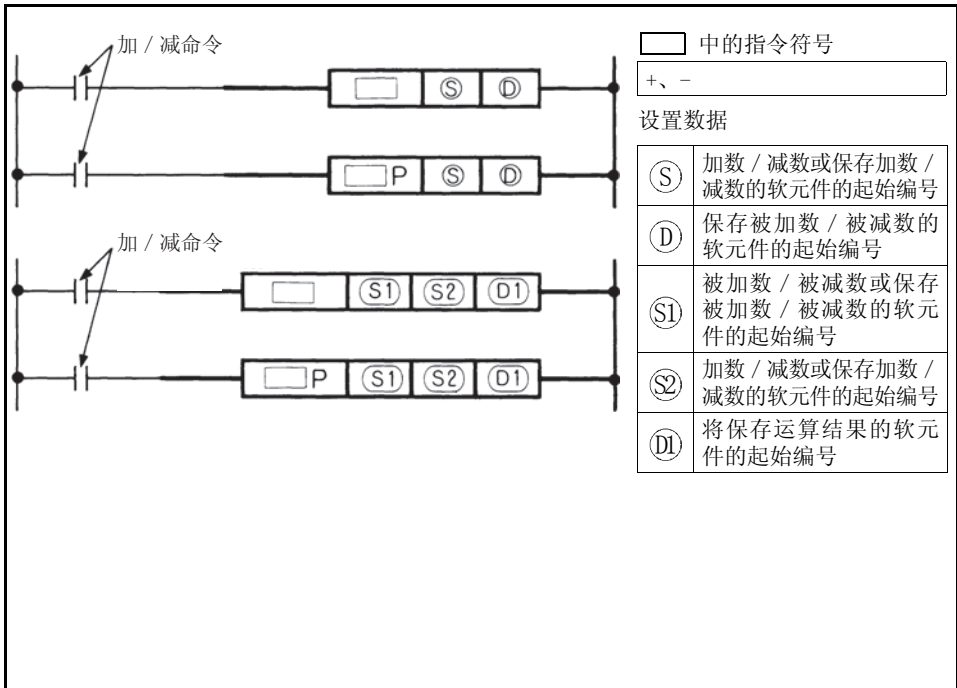 加／减命令
S D
P S D
加／减命令
S1 S2 D1
P S1 S2 D1
中的指令符号
+、−
设置数据
S 加数／减数或保存加数／
减数的软元件的起始编号
D 保存被加数／被减数的
软元件的起始编号
S1 被加数／被减数或保存
被加数／被减数的软元
件的起始编号
S2 加数／减数或保存加数／
减数的软元件的起始编号
D1 将保存运算结果的软元
件的起始编号